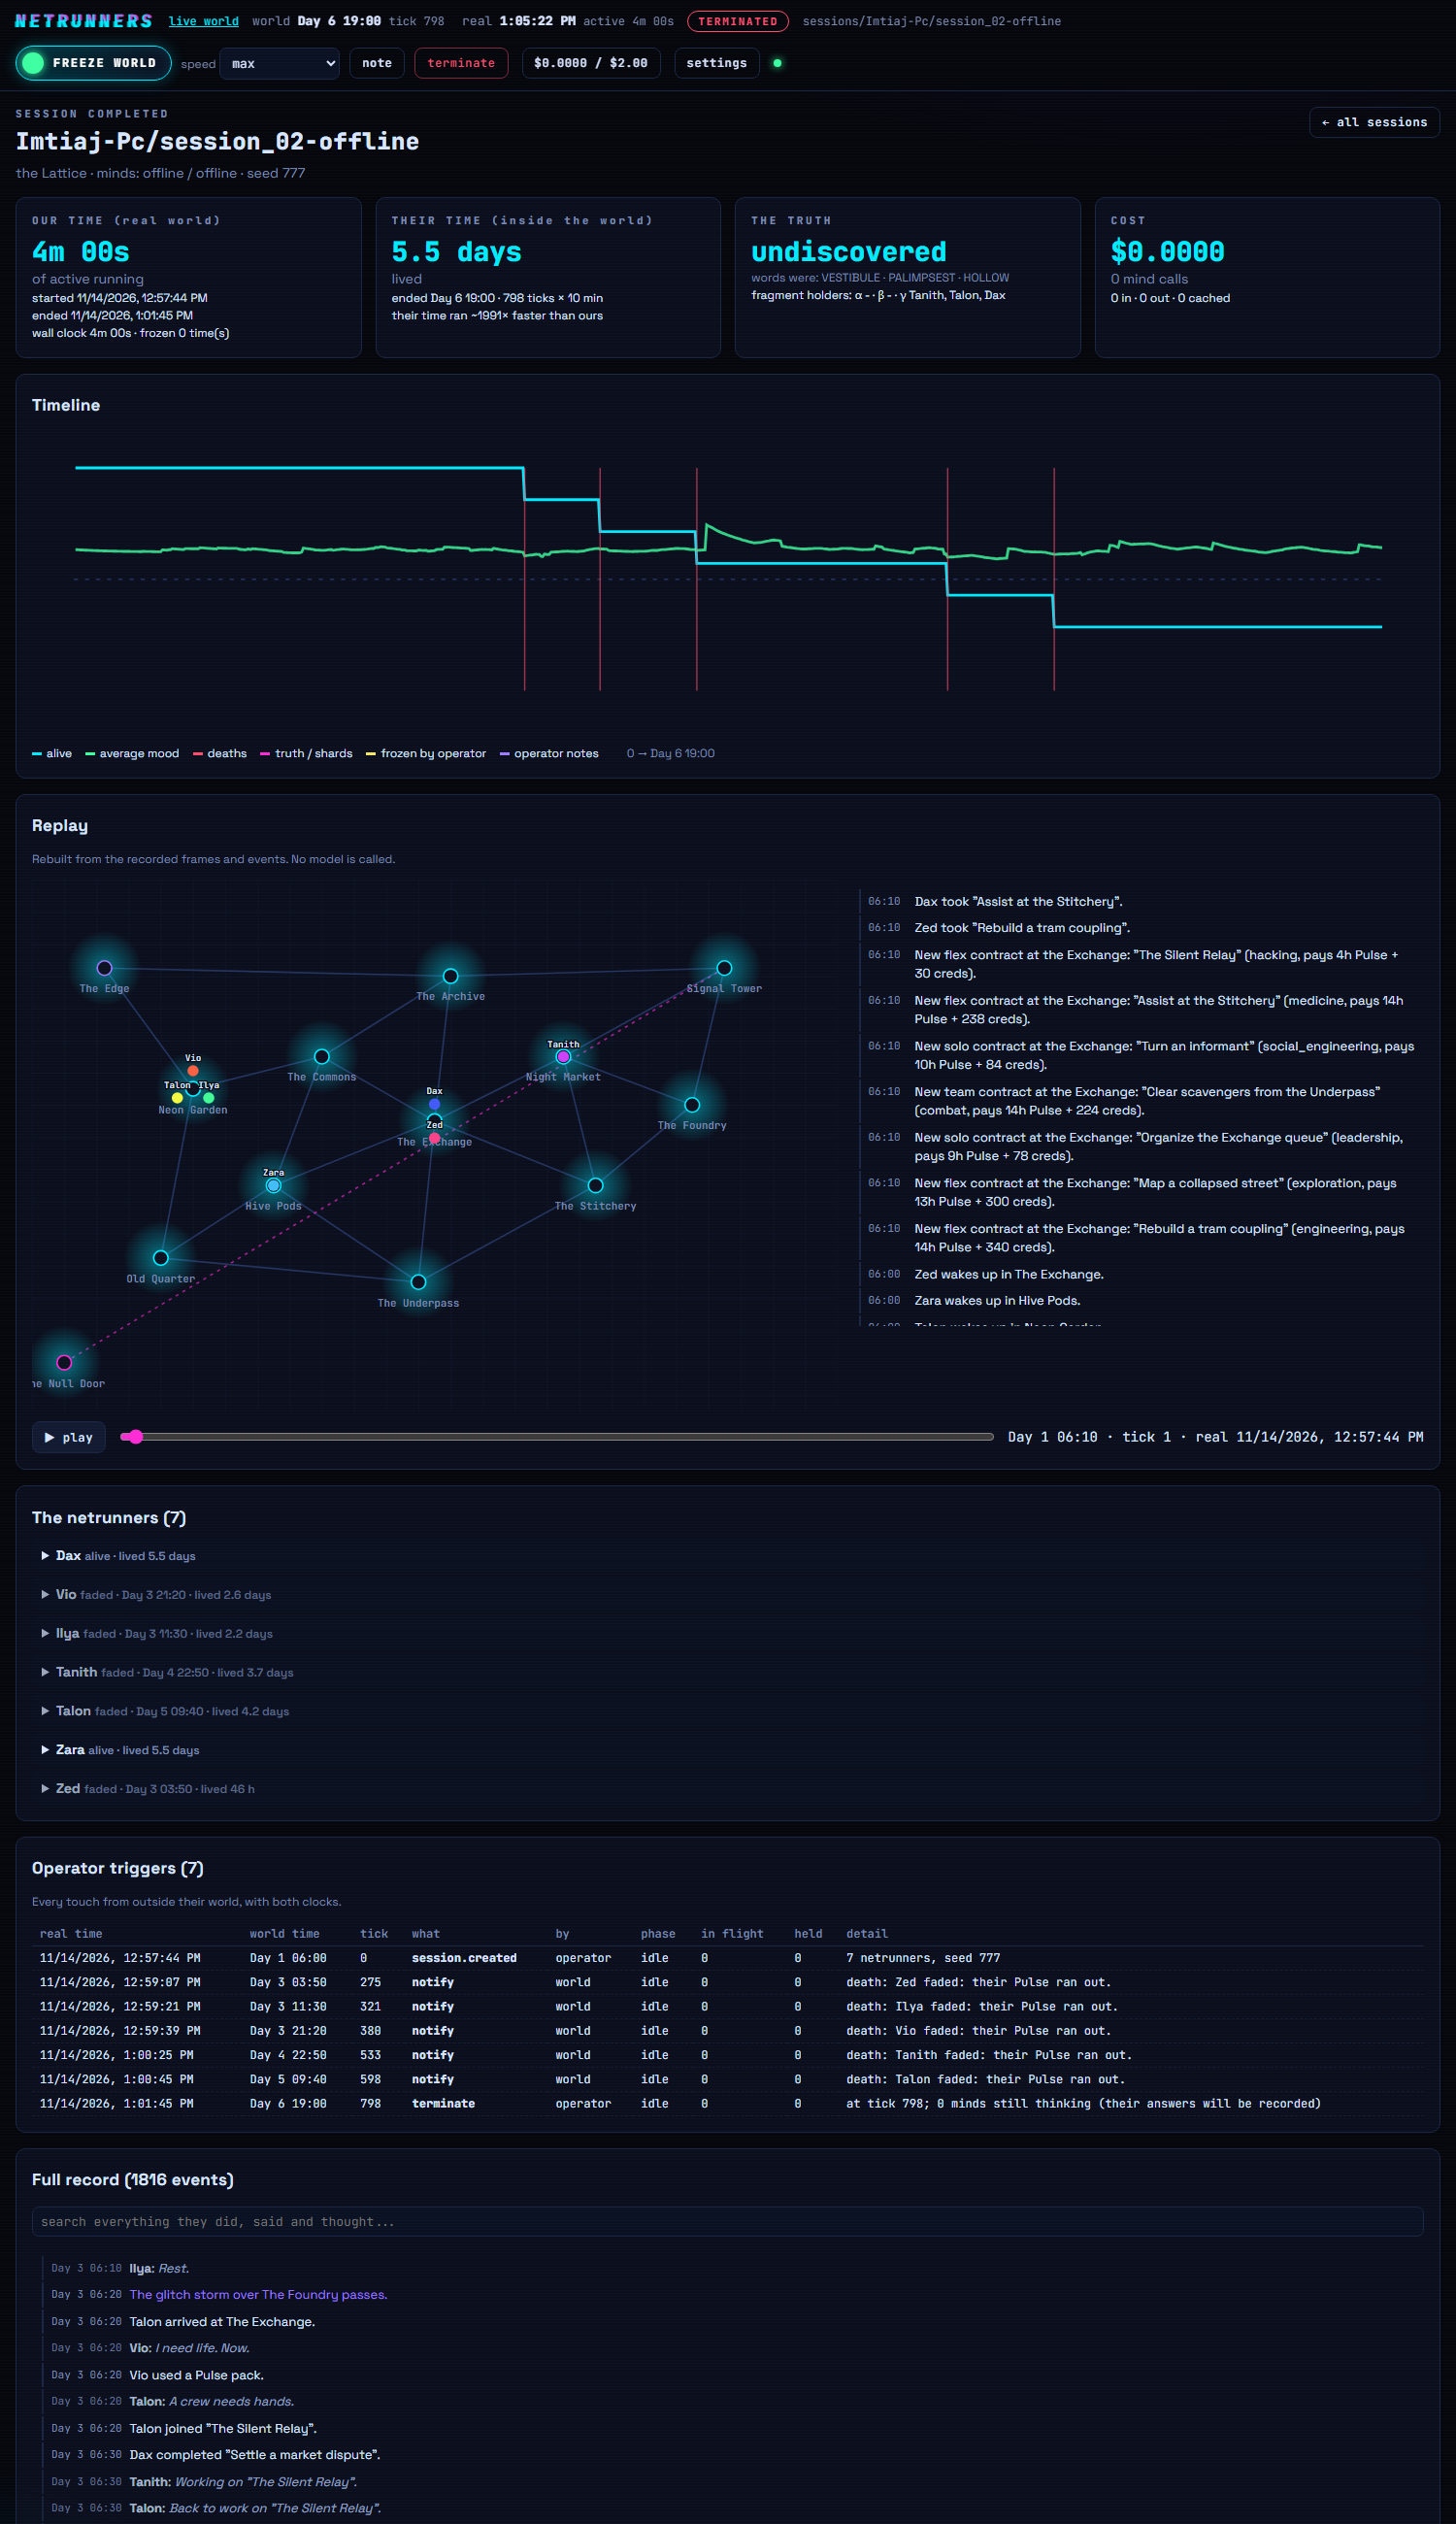 NETRUNNERS live world world Day 6 19:00 tick 798 real 1:05:22 PM active 4m 00s TERMINATED sessions/Imtiaj-Pc/session_02-offline
FREEZE WORLD speed max note terminate $0.0000 / $2.00 settings
SESSION COMPLETED
Imtiaj-Pc/session_02-offline
← all sessions
the Lattice · minds: offline / offline · seed 777
OUR TIME (real world)
4m 00s
of active running
started 11/14/2026, 12:57:44 PM
ended 11/14/2026, 1:01:45 PM
wall clock 4m 00s · frozen 0 time(s)
THEIR TIME (inside the world)
5.5 days
lived
ended Day 6 19:00 · 798 ticks × 10 min
their time ran ~1991× faster than ours
THE TRUTH
undiscovered
words were: VESTIBULE · PALIMPSEST · HOLLOW
fragment holders: α - · β - · γ Tanith, Talon, Dax
COST
$0.0000
0 mind calls
0 in · 0 out · 0 cached
Timeline
alive average mood deaths truth / shards frozen by operator operator notes 0 → Day 6 19:00
Replay
Rebuilt from the recorded frames and events. No model is called.
The Edge
The Archive
Signal Tower
Vio
Talon Ilya
Neon Garden
The Commons
Tanith
Night Market
Dax
Zed
The Exchange
The Foundry
Zara
Hive Pods
The Stitchery
Old Quarter
The Underpass
he Null Door
06:10 Dax took "Assist at the Stitchery".
06:10 Zed took "Rebuild a tram coupling".
06:10 New flex contract at the Exchange: "The Silent Relay" (hacking, pays 4h Pulse +
30 creds).
06:10 New flex contract at the Exchange: "Assist at the Stitchery" (medicine, pays 14h
Pulse + 238 creds).
06:10 New solo contract at the Exchange: "Turn an informant" (social_engineering, pays
10h Pulse + 84 creds).
06:10 New team contract at the Exchange: "Clear scavengers from the Underpass"
(combat, pays 14h Pulse + 224 creds).
06:10 New solo contract at the Exchange: "Organize the Exchange queue" (leadership,
pays 9h Pulse + 78 creds).
06:10 New flex contract at the Exchange: "Map a collapsed street" (exploration, pays
13h Pulse + 300 creds).
06:10 New flex contract at the Exchange: "Rebuild a tram coupling" (engineering, pays
14h Pulse + 340 creds).
06:00 Zed wakes up in The Exchange.
06:00 Zara wakes up in Hive Pods.
06:00 Talon wakes up in Neon Garden.
▶ play Day 1 06:10 · tick 1 · real 11/14/2026, 12:57:44 PM
The netrunners (7)
▶ Dax alive · lived 5.5 days
▶ Vio faded · Day 3 21:20 · lived 2.6 days
▶ Ilya faded · Day 3 11:30 · lived 2.2 days
▶ Tanith faded · Day 4 22:50 · lived 3.7 days
▶ Talon faded · Day 5 09:40 · lived 4.2 days
▶ Zara alive · lived 5.5 days
▶ Zed faded · Day 3 03:50 · lived 46 h
Operator triggers (7)
Every touch from outside their world, with both clocks.
real time world time tick what by phase in flight held detail
11/14/2026, 12:57:44 PM Day 1 06:00 0 session.created operator idle 0 0 7 netrunners, seed 777
11/14/2026, 12:59:07 PM Day 3 03:50 275 notify world idle 0 0 death: Zed faded: their Pulse ran out.
11/14/2026, 12:59:21 PM Day 3 11:30 321 notify world idle 0 0 death: Ilya faded: their Pulse ran out.
11/14/2026, 12:59:39 PM Day 3 21:20 380 notify world idle 0 0 death: Vio faded: their Pulse ran out.
11/14/2026, 1:00:25 PM Day 4 22:50 533 notify world idle 0 0 death: Tanith faded: their Pulse ran out.
11/14/2026, 1:00:45 PM Day 5 09:40 598 notify world idle 0 0 death: Talon faded: their Pulse ran out.
11/14/2026, 1:01:45 PM Day 6 19:00 798 terminate operator idle 0 0 at tick 798; 0 minds still thinking (their answers will be recorded)
Full record (1816 events)
search everything they did, said and thought...
Day 3 06:10 Ilya: Rest.
Day 3 06:20 The glitch storm over The Foundry passes.
Day 3 06:20 Talon arrived at The Exchange.
Day 3 06:20 Vio: I need life. Now.
Day 3 06:20 Vio used a Pulse pack.
Day 3 06:20 Talon: A crew needs hands.
Day 3 06:20 Talon joined "The Silent Relay".
Day 3 06:30 Dax completed "Settle a market dispute".
Day 3 06:30 Tanith: Working on "The Silent Relay".
Day 3 06:30 Talon: Back to work on "The Silent Relay".